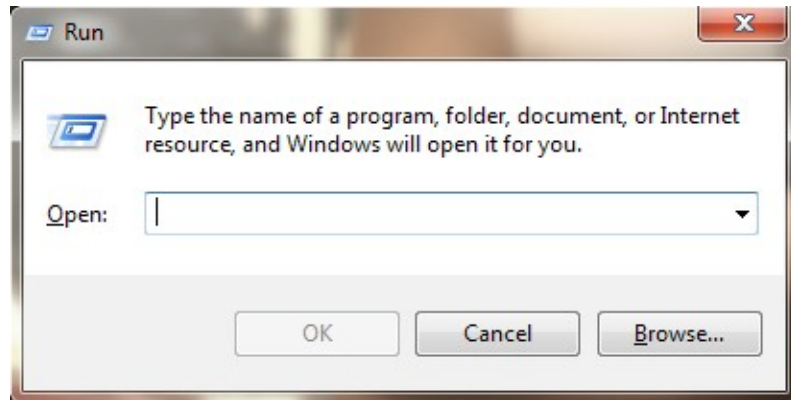 Run
Type the name of a program, folder, document, or Internet
resource, and Windows will open it for you.
Open:
OK
Cancel
Browse...